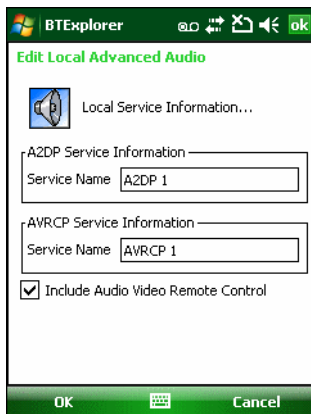 BTExplorer ok
Edit Local Advanced Audio
Local Service Information...
A2DP Service Information
Service Name A2DP 1
AVRCP Service Information
Service Name AVRCP 1
Include Audio Video Remote Control
OK Cancel